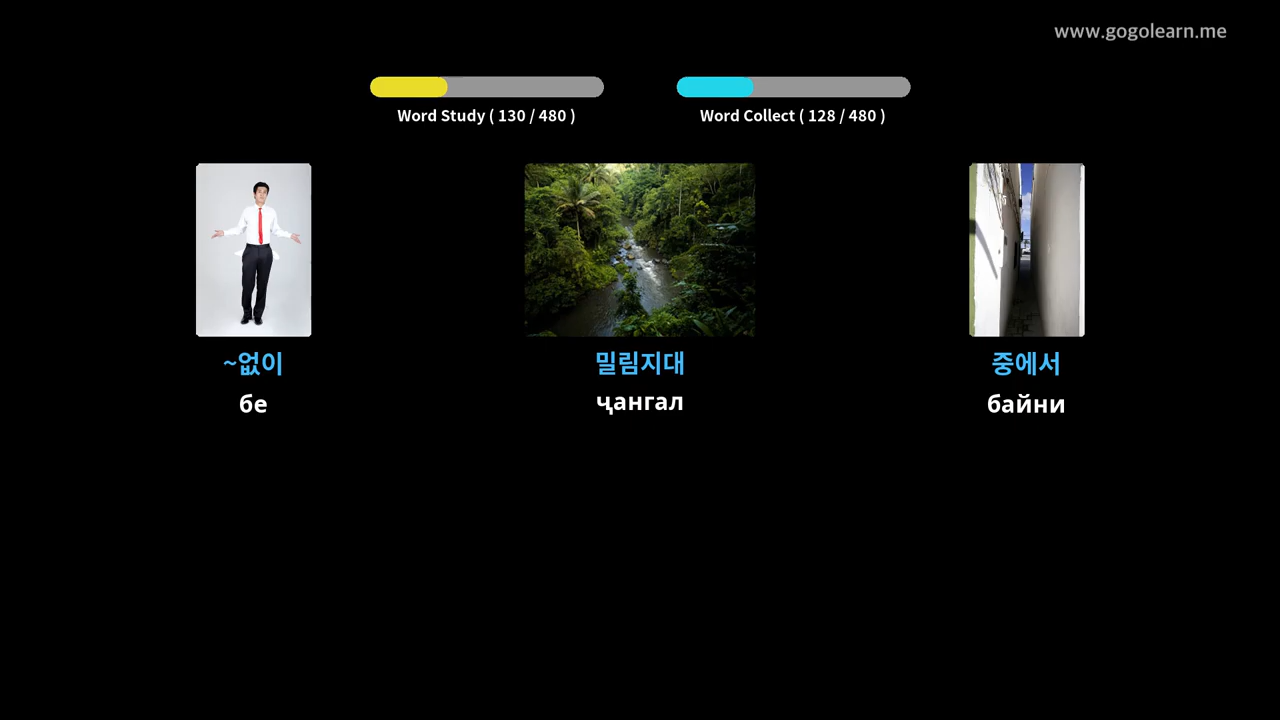 www.gogolearn.me
Word Study ( 130 / 480 )
Word Collect ( 128 / 480 )
~없이
밀림지대
중에서
бе
ҷангал
байни